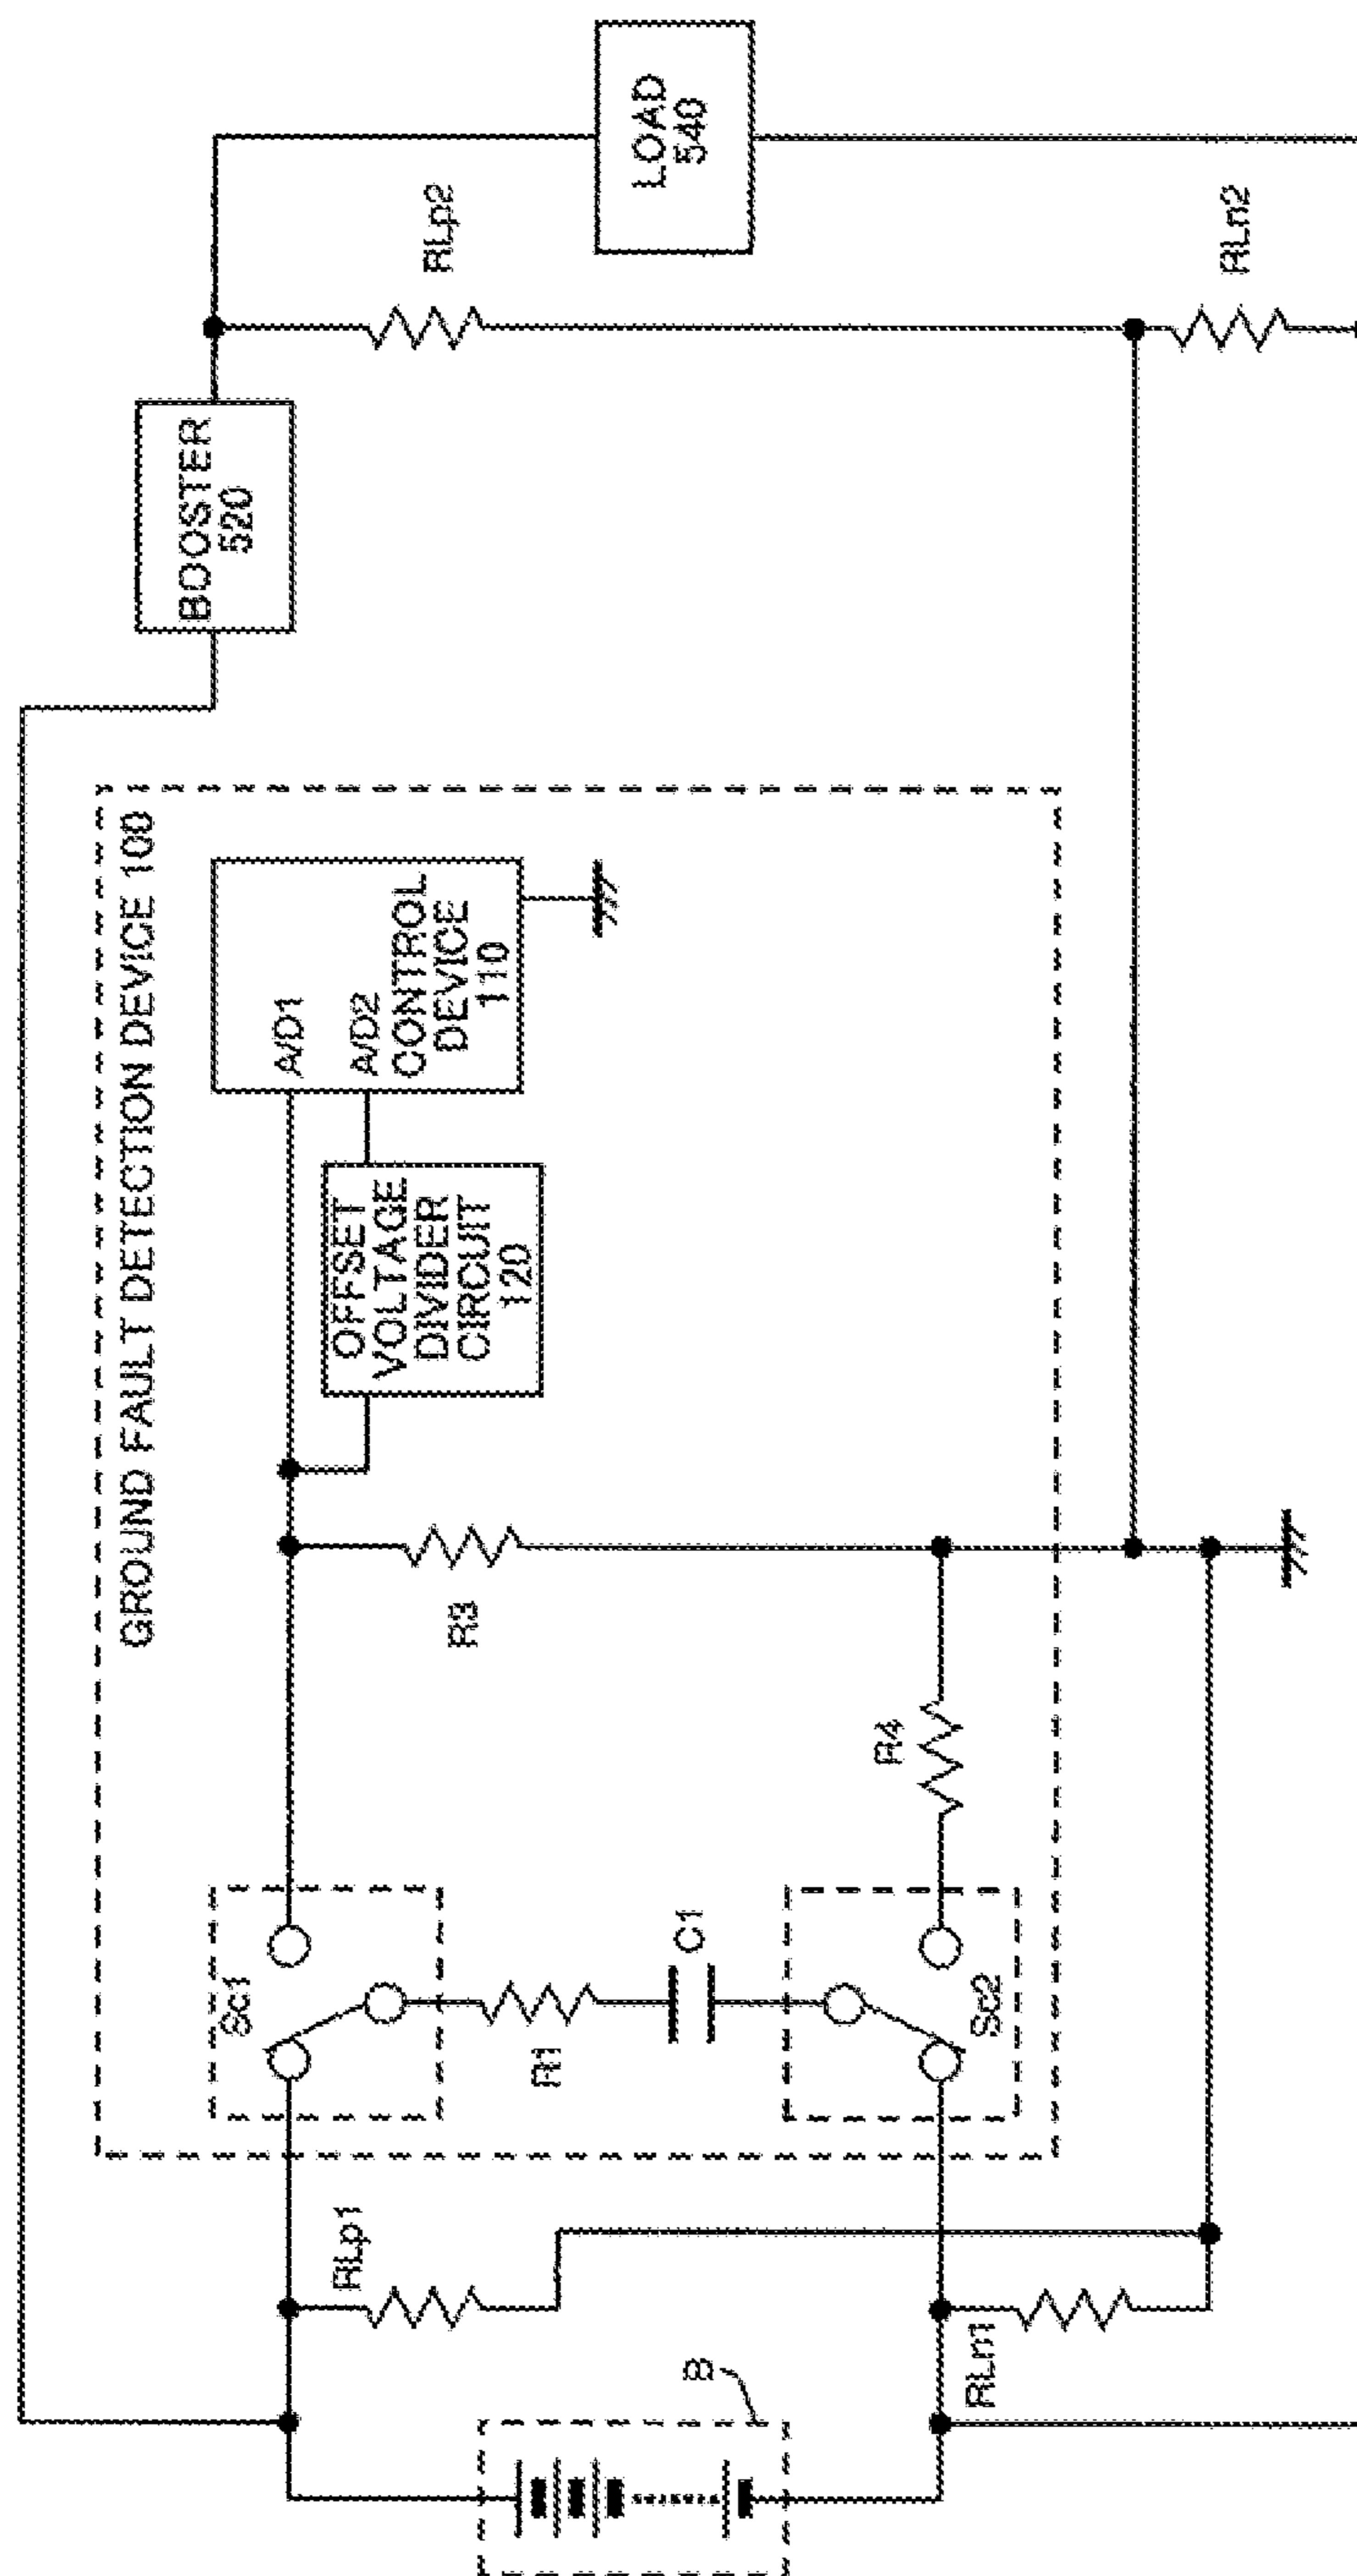 GROUND FAULT DETECTION DEVICE 100
BOOSTER
520
LOAD
540
RLp2
RLn2
A/D1
A/D2
CONTROL
DEVICE
110
OFFSET
VOLTAGE
DIVIDER
CIRCUIT
120
R3
R4
Sc1
R1
C1
Sc2
RLp1
RLn1
B